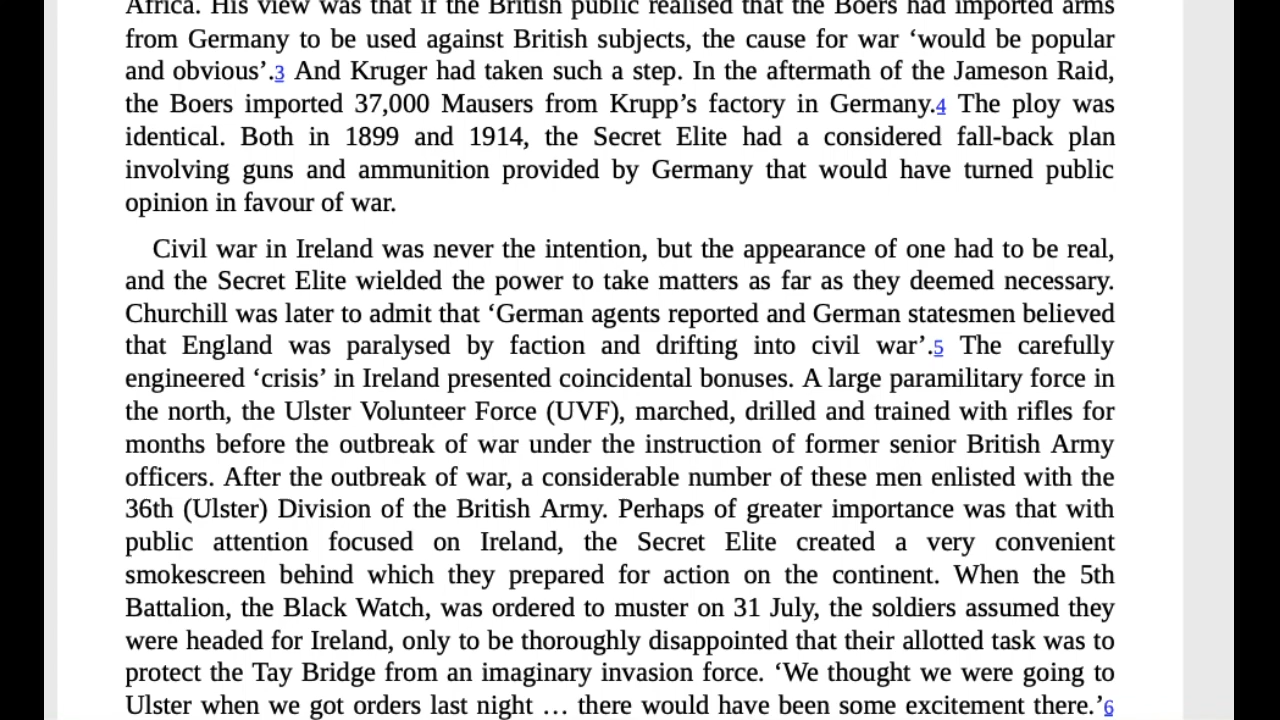 Africa. His view was that if the British public realised that the Boers had imported arms
from Germany to be used against British subjects, the cause for war ‘would be popular
and obvious’.3 And Kruger had taken such a step. In the aftermath of the Jameson Raid,
the Boers imported 37,000 Mausers from Krupp’s factory in Germany.4 The ploy was
identical. Both in 1899 and 1914, the Secret Elite had a considered fall-back plan
involving guns and ammunition provided by Germany that would have turned public
opinion in favour of war.
Civil war in Ireland was never the intention, but the appearance of one had to be real,
and the Secret Elite wielded the power to take matters as far as they deemed necessary.
Churchill was later to admit that ‘German agents reported and German statesmen believed
that England was paralysed by faction and drifting into civil war’.5 The carefully
engineered ‘crisis’ in Ireland presented coincidental bonuses. A large paramilitary force in
the north, the Ulster Volunteer Force (UVF), marched, drilled and trained with rifles for
months before the outbreak of war under the instruction of former senior British Army
officers. After the outbreak of war, a considerable number of these men enlisted with the
36th (Ulster) Division of the British Army. Perhaps of greater importance was that with
public attention focused on Ireland, the Secret Elite created a very convenient
smokescreen behind which they prepared for action on the continent. When the 5th
Battalion, the Black Watch, was ordered to muster on 31 July, the soldiers assumed they
were headed for Ireland, only to be thoroughly disappointed that their allotted task was to
protect the Tay Bridge from an imaginary invasion force. ‘We thought we were going to
Ulster when we got orders last night … there would have been some excitement there.’6